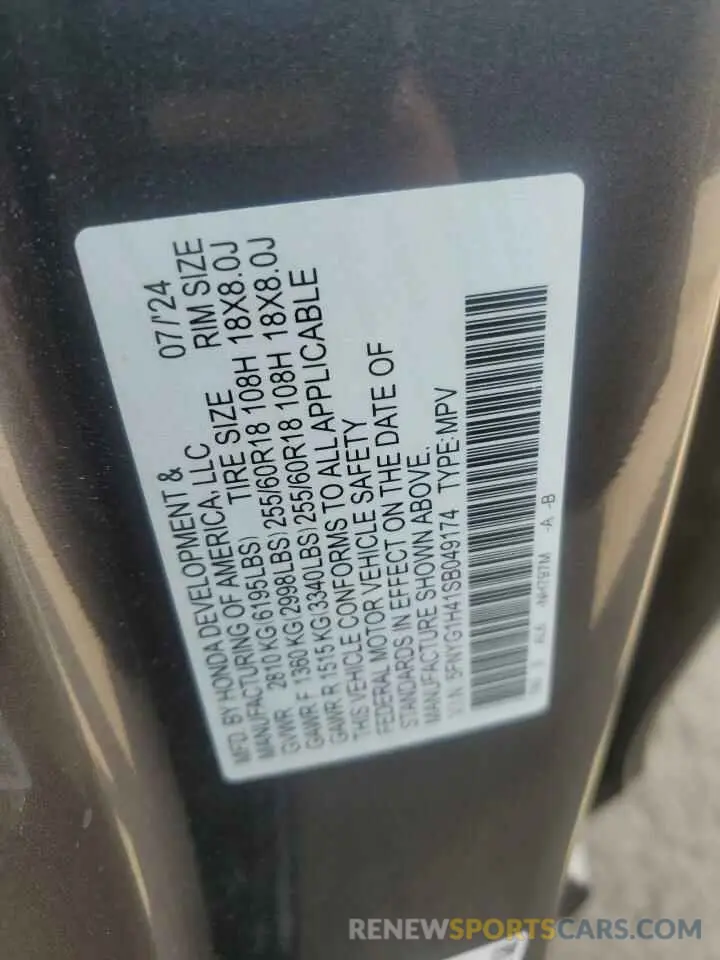 MFD. BY HONDA DEVELOPMENT & 07/'24
MANUFACTURING OF AMERICA, LLC RIM SIZE
GVWR 2810 KG(6195LBS) TIRE SIZE
GAWR F 1360 KG(2998LBS) 255/60R18 108H 18X8.0J
GAWR R 1515 KG(3340LBS) 255/60R18 108H 18X8.0J
THIS VEHICLE CONFORMS TO ALL APPLICABLE
FEDERAL MOTOR VEHICLE SAFETY
STANDARDS IN EFFECT ON THE DATE OF
MANUFACTURE SHOWN ABOVE.
V.I.N. 5FNYG1H41SB049174 TYPE:MPV
NH797M -A -B
RENEWSPORTSCARS.COM